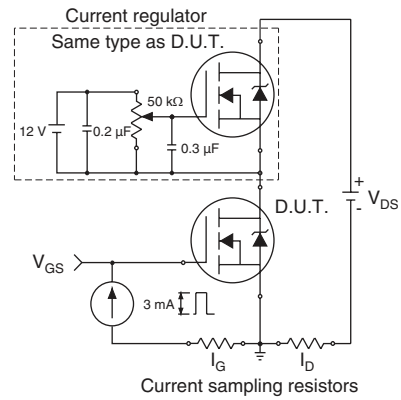 Current regulator
Same type as D.U.T.
50 kΩ
12 V
0.2 µF
0.3 µF
D.U.T.
+
V_DS
-
V_GS
3 mA
I_G
I_D
Current sampling resistors